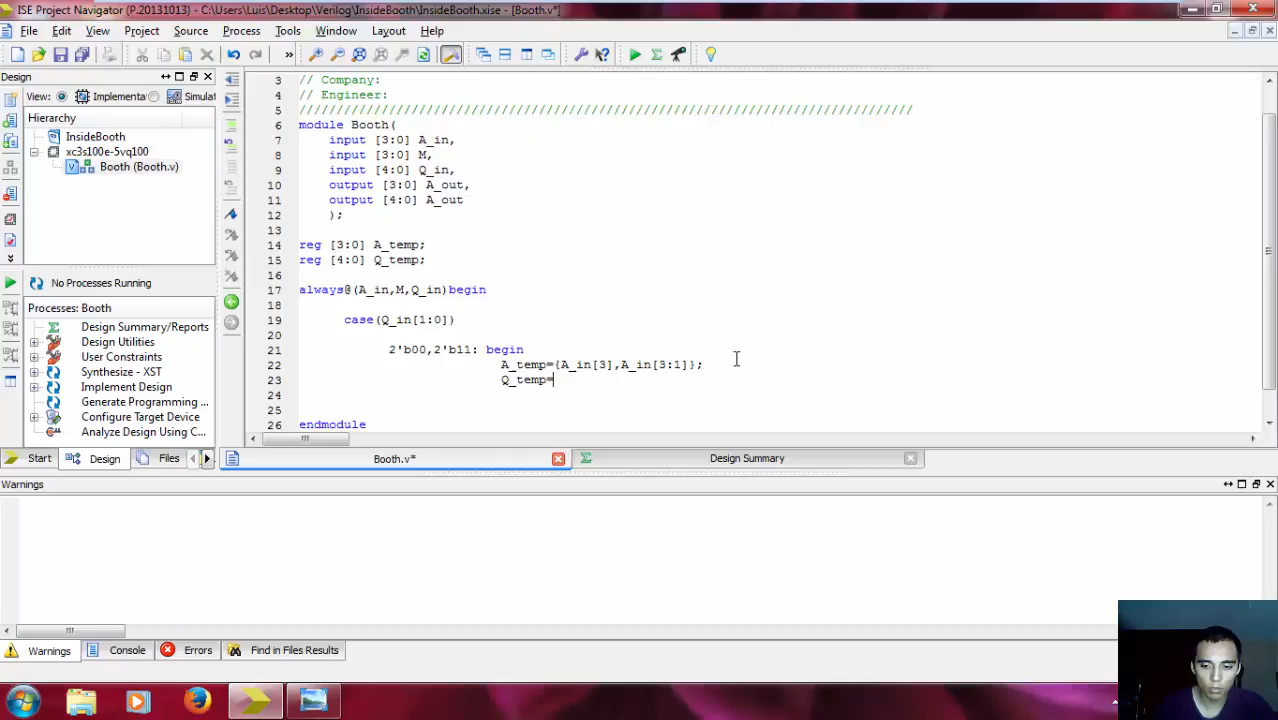 ISE Project Navigator (P.20131013) - C:\Users\Luis\Desktop\Verilog\InsideBooth\InsideBooth.xise - [Booth.v*]
File Edit View Project Source Process Tools Window Layout Help
Design
View: Implementa Simulat
Hierarchy
InsideBooth
xc3s100e-5vq100
Booth (Booth.v)
No Processes Running
Processes: Booth
Design Summary/Reports
Design Utilities
User Constraints
Synthesize - XST
Implement Design
Generate Programming ...
Configure Target Device
Analyze Design Using C...
Start Design Files
3 // Company:
4 // Engineer:
5 //////////////////////////////////////////////////////////////////////////////////
6 module Booth(
7 input [3:0] A_in,
8 input [3:0] M,
9 input [4:0] Q_in,
10 output [3:0] A_out,
11 output [4:0] A_out
12 );
13
14 reg [3:0] A_temp;
15 reg [4:0] Q_temp;
16
17 always@(A_in,M,Q_in)begin
18
19 case(Q_in[1:0])
20
21 2'b00,2'b11: begin
22 A_temp={A_in[3],A_in[3:1]};
23 Q_temp=
24
25
26 endmodule
Booth.v* Design Summary
Warnings
Warnings Console Errors Find in Files Results